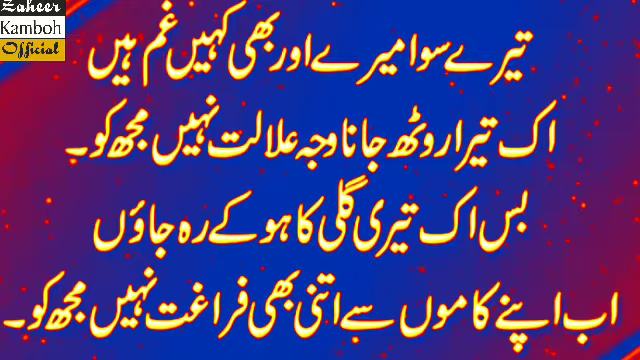 Zaheer
Kamboh
Official
تیرے سوا میرے اور بھی کہیں غم ہیں
اک تیرا روٹھ جانا وجہ علالت نہیں مجھ کو۔
بس اک تیری گلی کا ہو کے رہ جاؤں
اب اپنے کاموں سے اتنی بھی فراغت نہیں مجھ کو۔